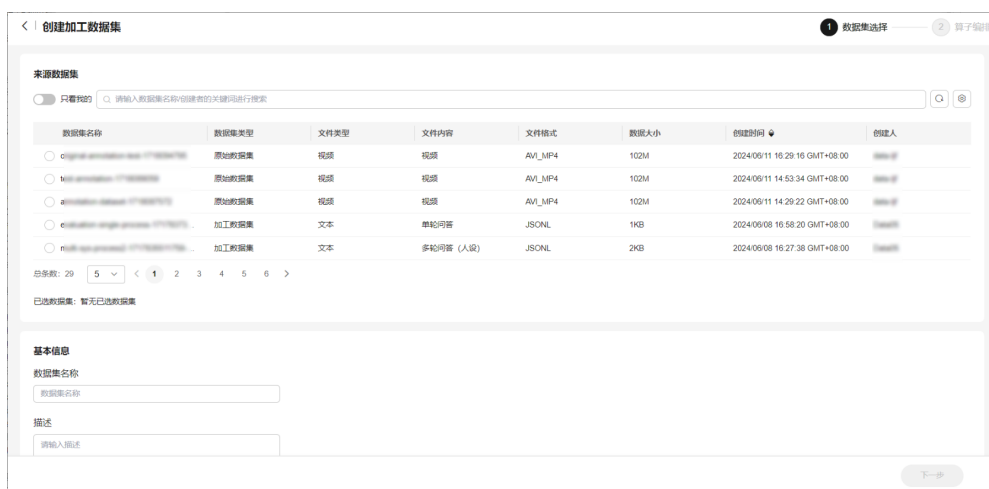 创建加工数据集
1 数据集选择 2 算子编排
来源数据集
只看我的 请输入数据集名称/创建者的关键词进行搜索
数据集名称 数据集类型 文件类型 文件内容 文件格式 数据大小 创建时间 创建人
原始数据集 视频 视频 AVI_MP4 102M 2024/06/11 16:29:16 GMT+08:00
原始数据集 视频 视频 AVI_MP4 102M 2024/06/11 14:53:34 GMT+08:00
原始数据集 视频 视频 AVI_MP4 102M 2024/06/11 14:29:22 GMT+08:00
加工数据集 文本 单轮问答 JSONL 1KB 2024/06/08 16:58:20 GMT+08:00
加工数据集 文本 多轮问答（人设） JSONL 2KB 2024/06/08 16:27:38 GMT+08:00
总条数: 29 5 1 2 3 4 5 6
已选数据集: 暂无已选数据集
基本信息
数据集名称
数据集名称
描述
请输入描述
下一步